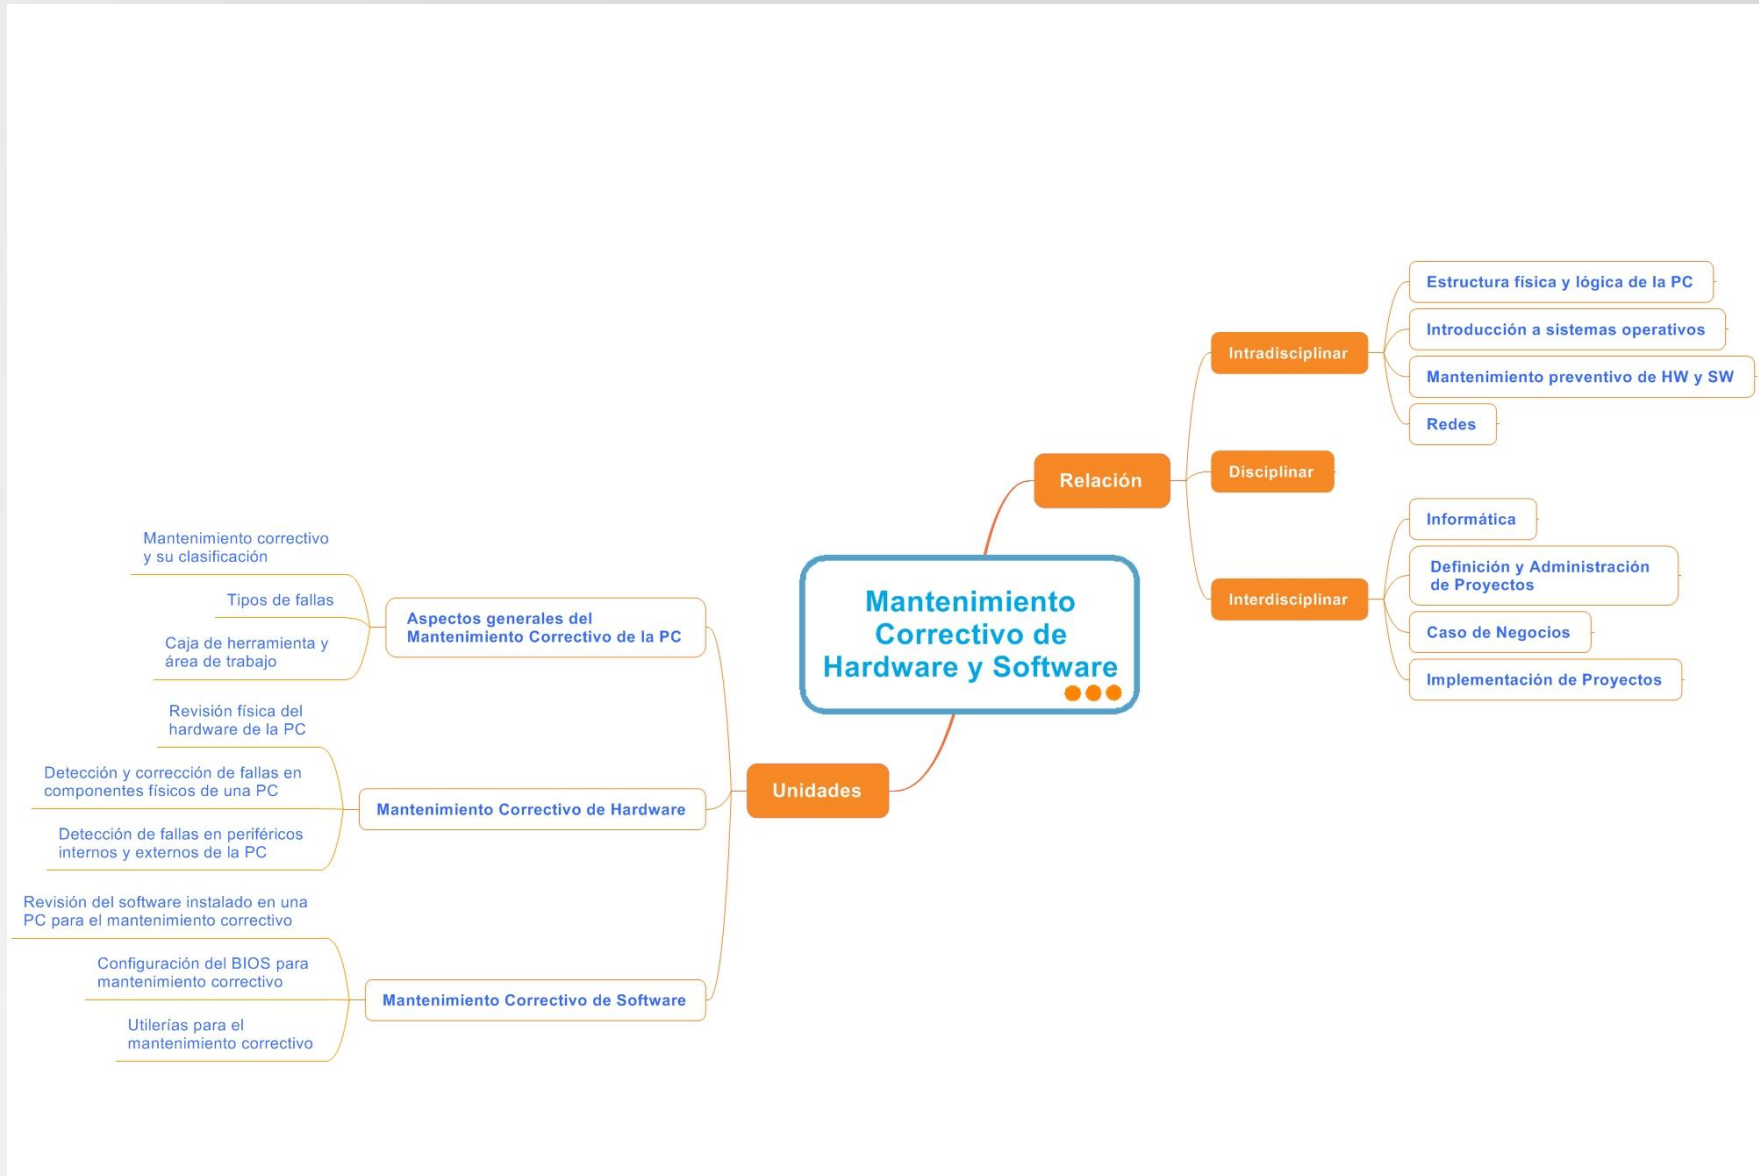 Mantenimiento
Correctivo de
Hardware y Software
Relación
Intradisciplinar
Estructura física y lógica de la PC
Introducción a sistemas operativos
Mantenimiento preventivo de HW y SW
Redes
Disciplinar
Interdisciplinar
Informática
Definición y Administración
de Proyectos
Caso de Negocios
Implementación de Proyectos
Unidades
Aspectos generales del
Mantenimiento Correctivo de la PC
Mantenimiento correctivo
y su clasificación
Tipos de fallas
Caja de herramienta y
área de trabajo
Mantenimiento Correctivo de Hardware
Revisión física del
hardware de la PC
Detección y corrección de fallas en
componentes físicos de una PC
Detección de fallas en periféricos
internos y externos de la PC
Mantenimiento Correctivo de Software
Revisión del software instalado en una
PC para el mantenimiento correctivo
Configuración del BIOS para
mantenimiento correctivo
Utilerías para el
mantenimiento correctivo